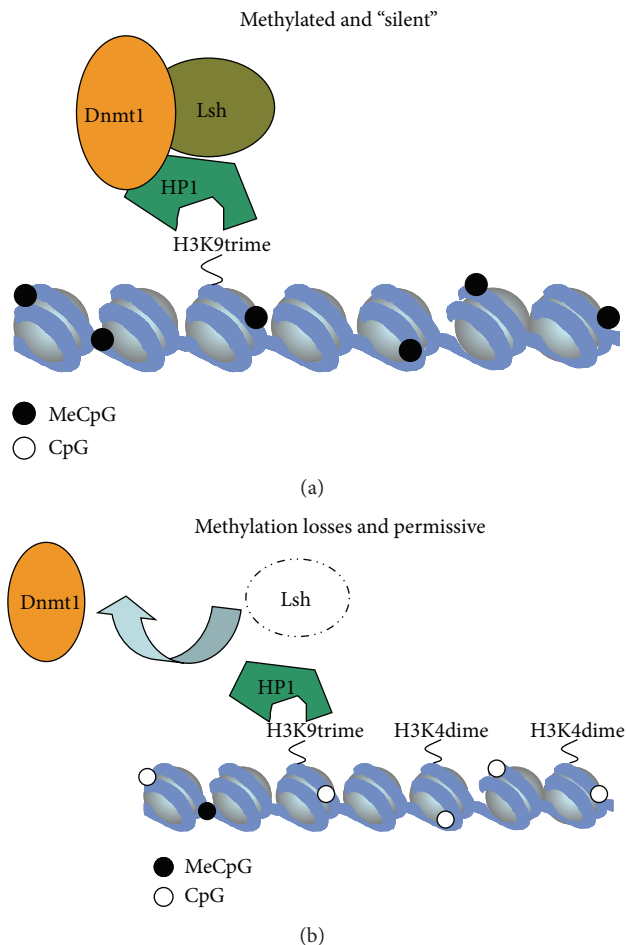 Methylated and “silent”
Dnmt1
Lsh
HP1
H3K9trime
MeCpG
CpG
(a)
Methylation losses and permissive
Dnmt1
Lsh
HP1
H3K9trime
H3K4dime
H3K4dime
MeCpG
CpG
(b)